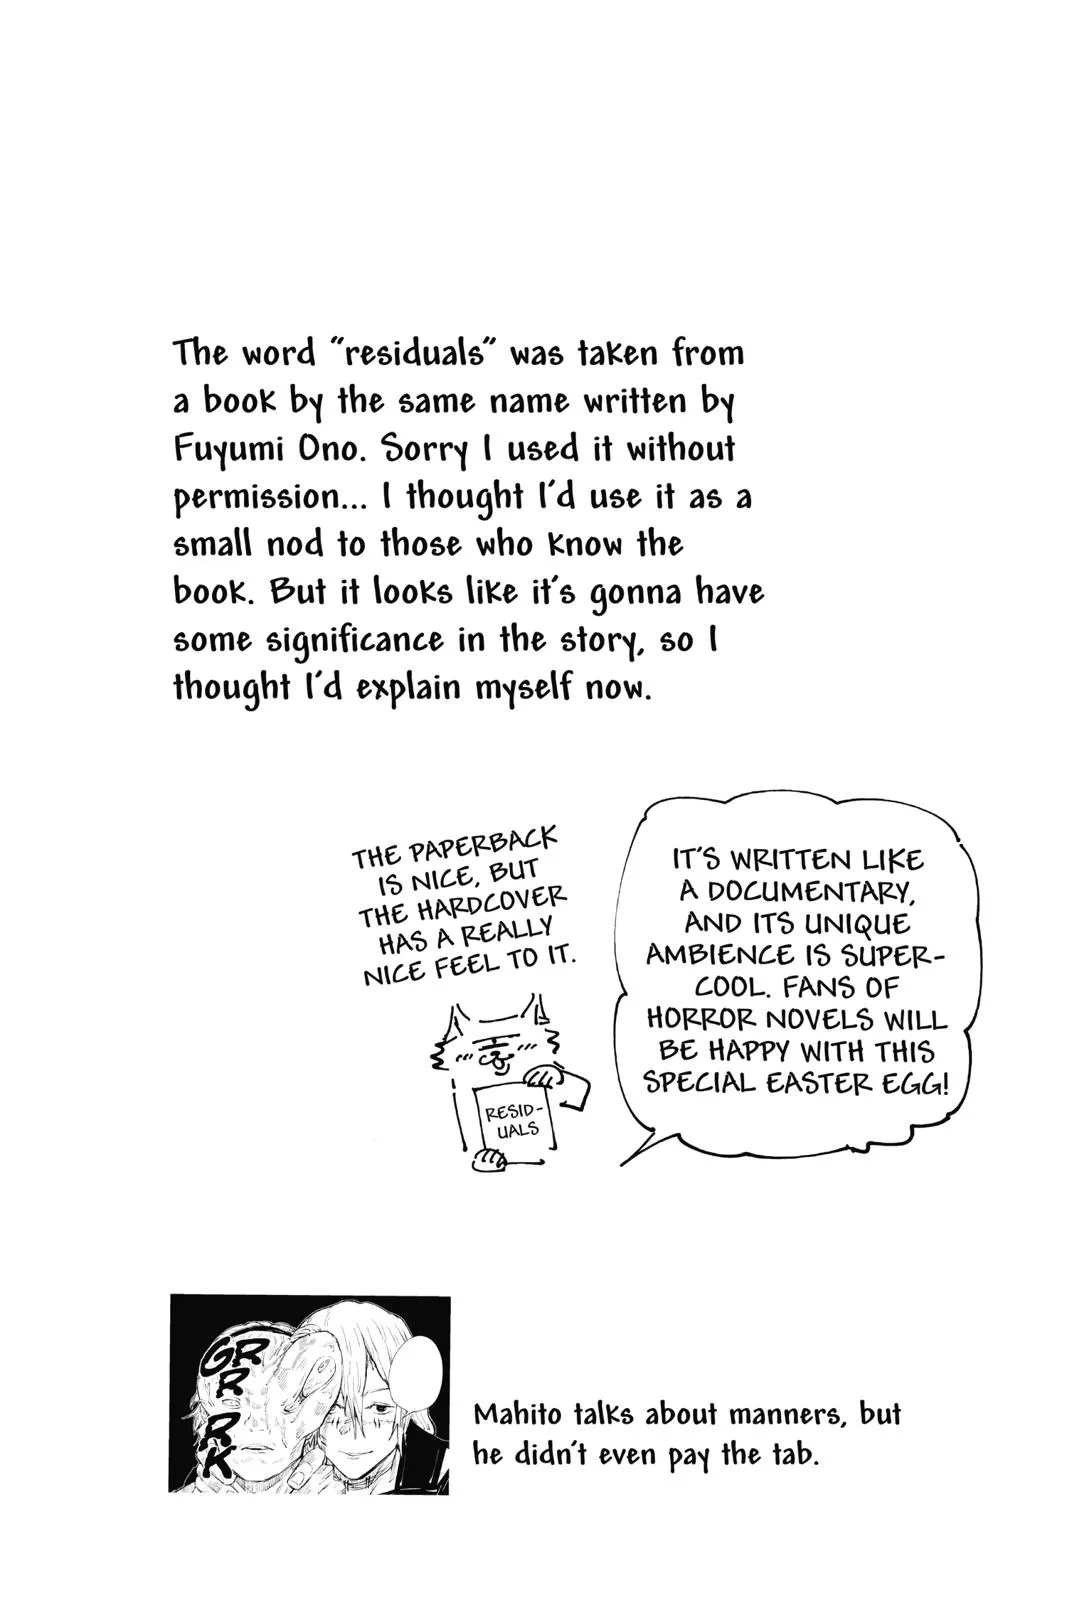 The word "residuals" was taken from
a book by the same name written by
Fuyumi Ono. Sorry I used it without
permission... I thought I'd use it as a
small nod to those who know the
book. But it looks like it's gonna have
some significance in the story, so I
thought I'd explain myself now.
THE PAPERBACK
IS NICE, BUT
THE HARDCOVER
HAS A REALLY
NICE FEEL TO IT.
IT'S WRITTEN LIKE
A DOCUMENTARY,
AND ITS UNIQUE
AMBIENCE IS SUPER-
COOL. FANS OF
HORROR NOVELS WILL
BE HAPPY WITH THIS
SPECIAL EASTER EGG!
RESID-
UALS
GR
R
R
K
Mahito talks about manners, but
he didn't even pay the tab.